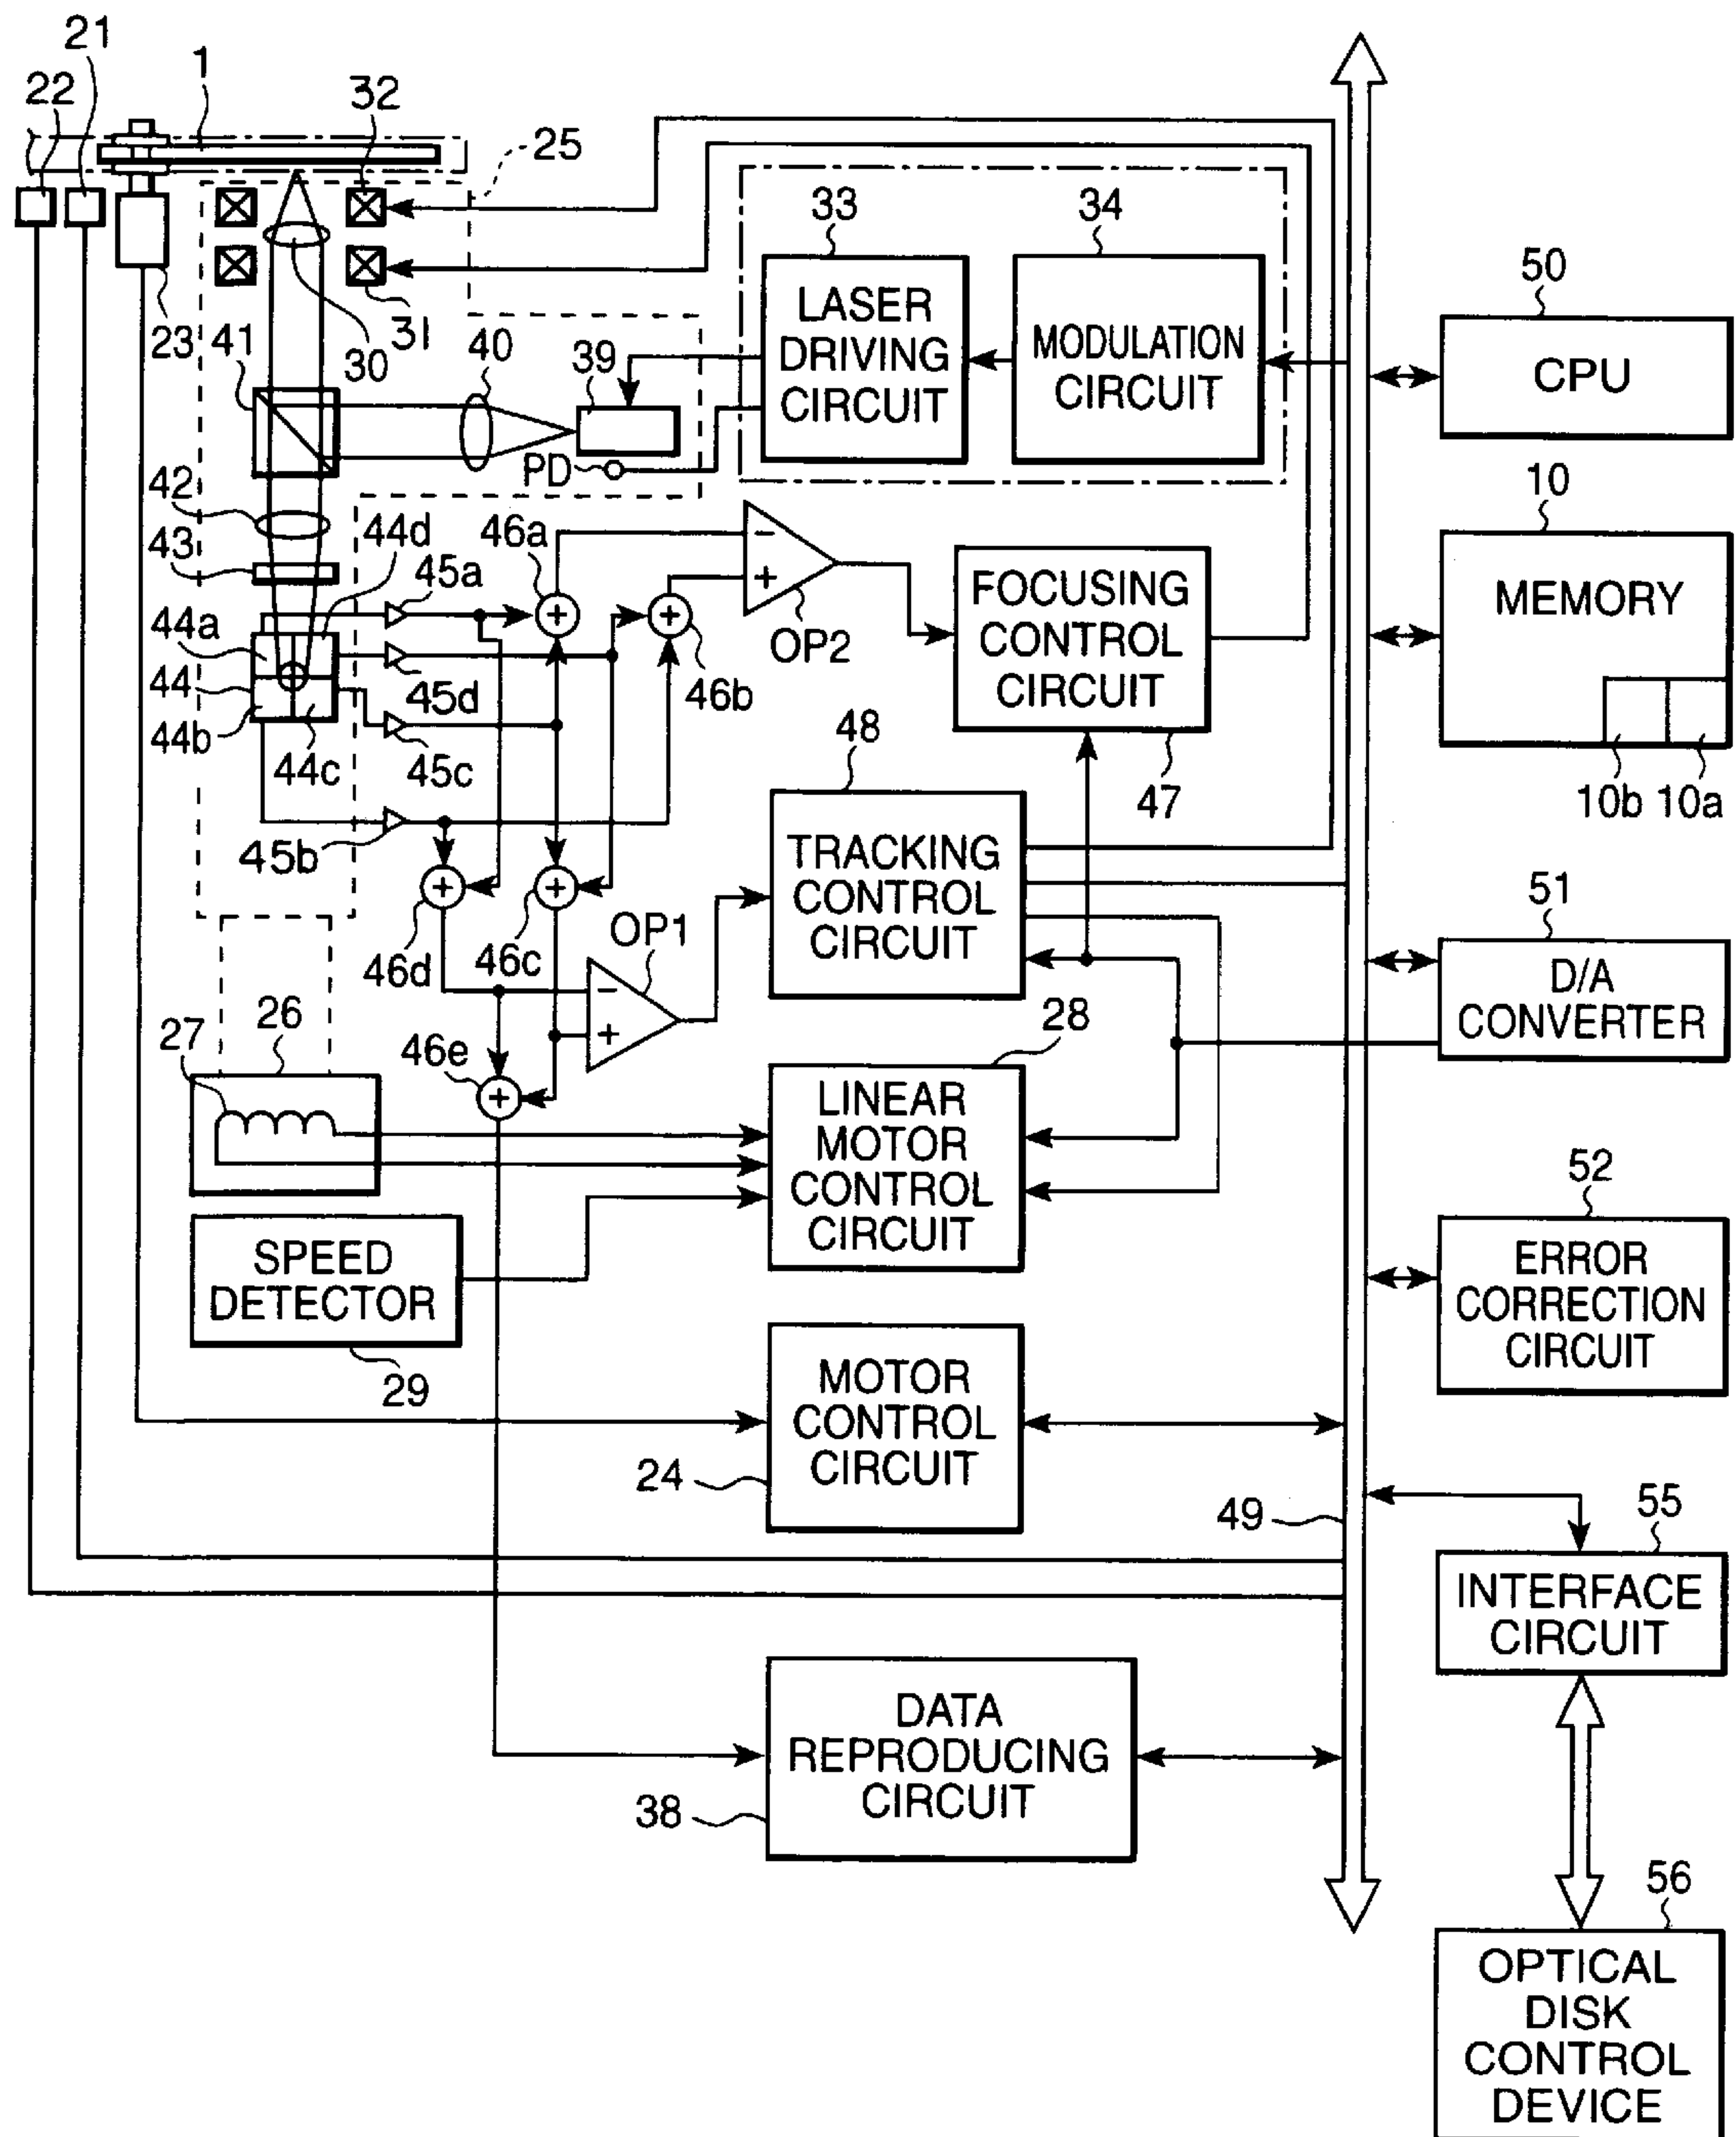 21
1
22
32
25
33
34
LASER
DRIVING
CIRCUIT
MODULATION
CIRCUIT
50
CPU
23
41
30
31
40
39
PD
42
43
44d
46a
45a
10
MEMORY
10b
10a
FOCUSING
CONTROL
CIRCUIT
OP2
−
+
+
+
44a
44
44b
44c
45d
45c
46b
48
47
45b
TRACKING
CONTROL
CIRCUIT
+
+
46d
46c
OP1
−
+
51
D/A
CONVERTER
26
27
46e
+
28
LINEAR
MOTOR
CONTROL
CIRCUIT
52
ERROR
CORRECTION
CIRCUIT
SPEED
DETECTOR
29
MOTOR
CONTROL
CIRCUIT
24
49
55
INTERFACE
CIRCUIT
DATA
REPRODUCING
CIRCUIT
38
56
OPTICAL
DISK
CONTROL
DEVICE